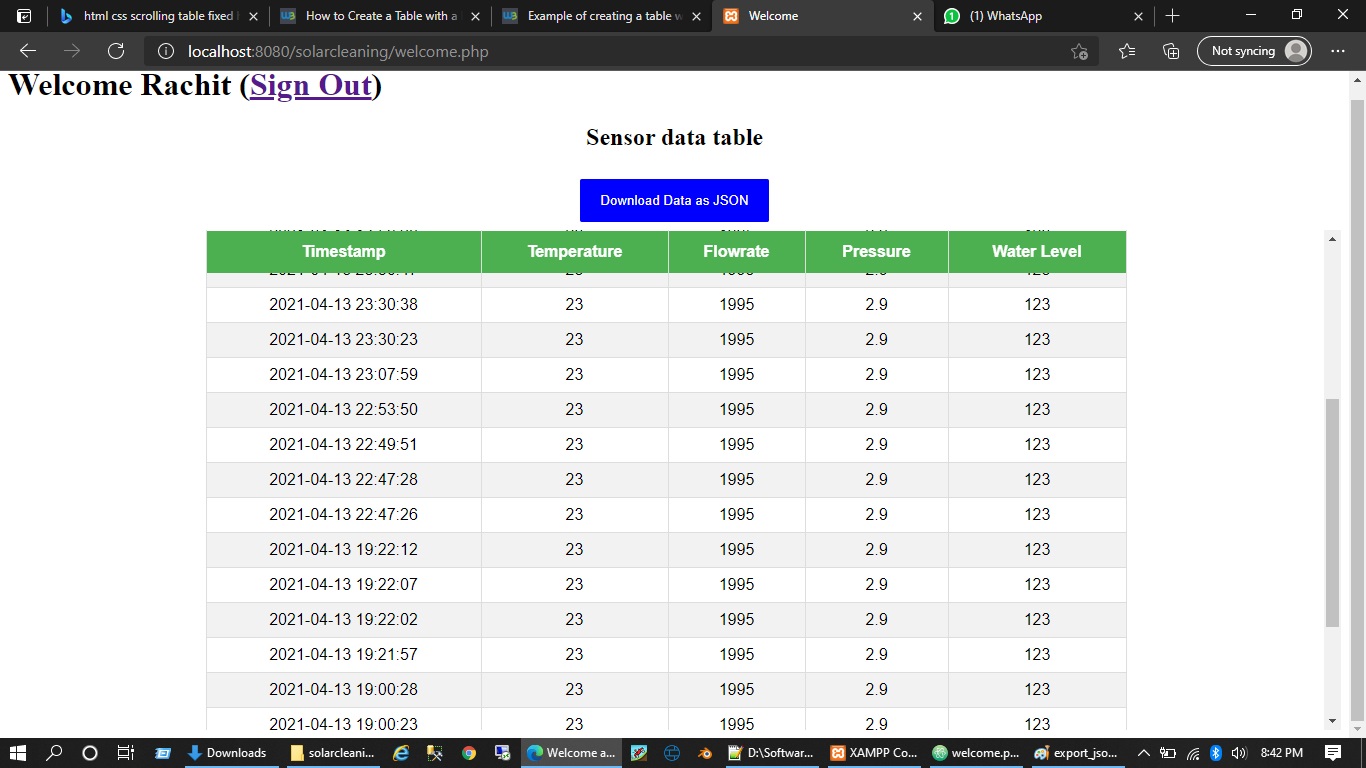 html css scrolling table fixed
How to Create a Table with a
Example of creating a table w
Welcome
(1) WhatsApp
localhost:8080/solarcleaning/welcome.php
Not syncing
Welcome Rachit (Sign Out)
Sensor data table
Download Data as JSON
Timestamp Temperature Flowrate Pressure Water Level
2021-04-13 23:30:38 23 1995 2.9 123
2021-04-13 23:30:23 23 1995 2.9 123
2021-04-13 23:07:59 23 1995 2.9 123
2021-04-13 22:53:50 23 1995 2.9 123
2021-04-13 22:49:51 23 1995 2.9 123
2021-04-13 22:47:28 23 1995 2.9 123
2021-04-13 22:47:26 23 1995 2.9 123
2021-04-13 19:22:12 23 1995 2.9 123
2021-04-13 19:22:07 23 1995 2.9 123
2021-04-13 19:22:02 23 1995 2.9 123
2021-04-13 19:21:57 23 1995 2.9 123
2021-04-13 19:00:28 23 1995 2.9 123
2021-04-13 19:00:23 23 1995 2.9 123
Downloads solarcleani... Welcome a... D:\Softwar... XAMPP Co... welcome.p... export_jso... 8:42 PM